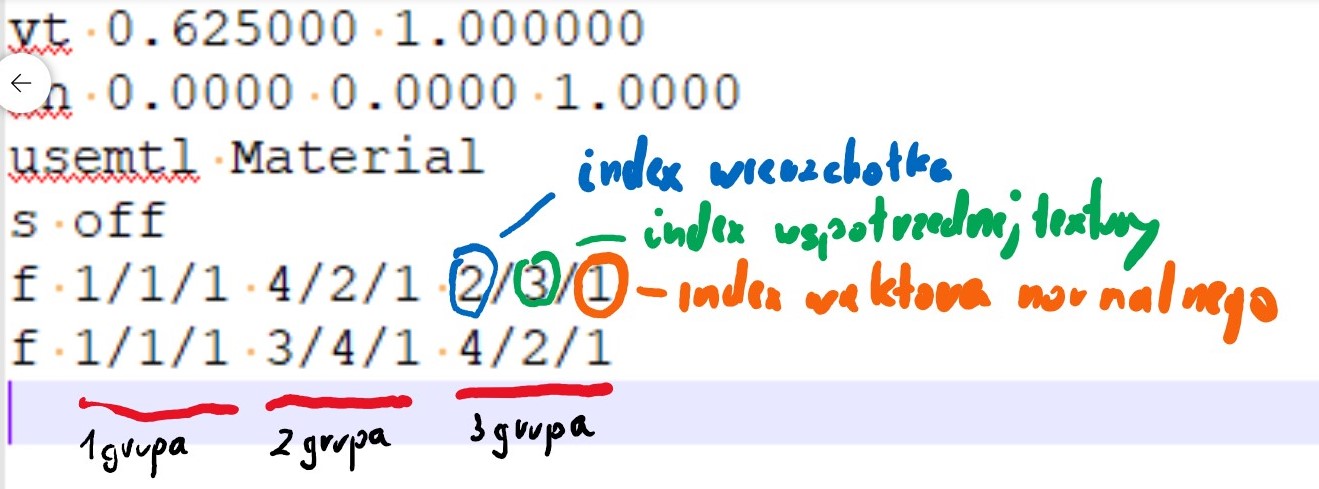 vt 0.625000 1.000000
n 0.0000 0.0000 1.0000
usemtl Material
index wierzchołka
s off
index współrzędnej textury
f 1/1/1 4/2/1 2/3/1 - index wektora normalnego
f 1/1/1 3/4/1 4/2/1
1 grupa 2 grupa 3 grupa